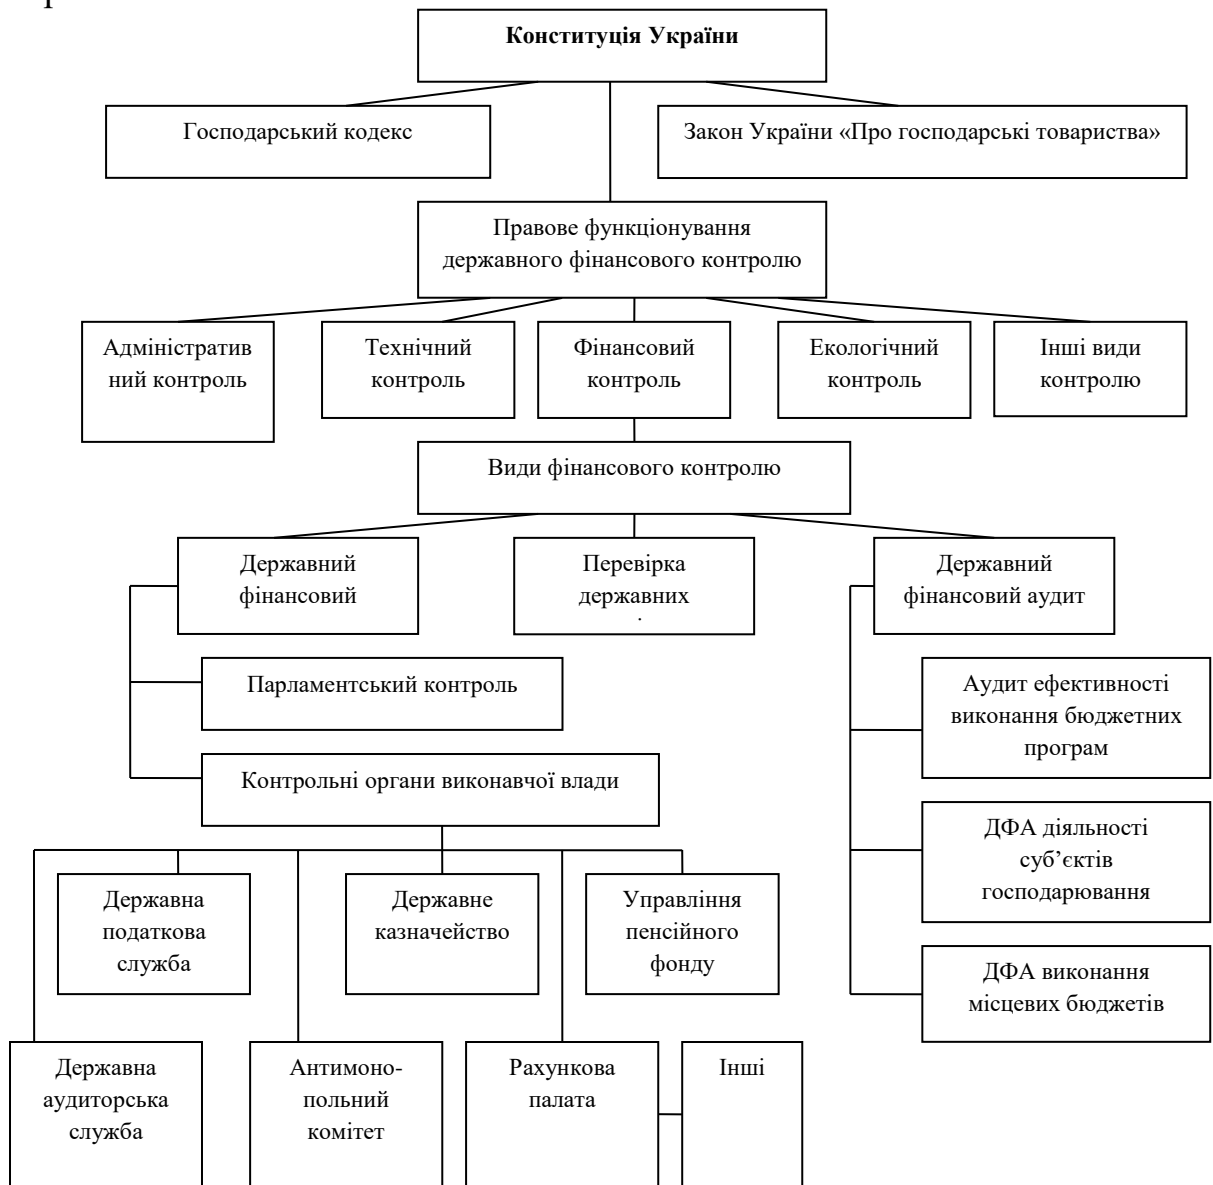 Конституція України
Господарський кодекс
Закон України «Про господарські товариства»
Правове функціонування
державного фінансового контролю
Адміністратив
ний контроль
Технічний
контроль
Фінансовий
контроль
Екологічний
контроль
Інші види
контролю
Види фінансового контролю
Державний
фінансовий
Перевірка
державних
Державний
фінансовий аудит
Парламентський контроль
Аудит ефективності
виконання бюджетних
програм
Контрольні органи виконавчої влади
ДФА діяльності
суб’єктів
господарювання
Державна
податкова
служба
Державне
казначейство
Управління
пенсійного
фонду
ДФА виконання
місцевих бюджетів
Державна
аудиторська
служба
Антимоно-
польний
комітет
Рахункова
палата
Інші